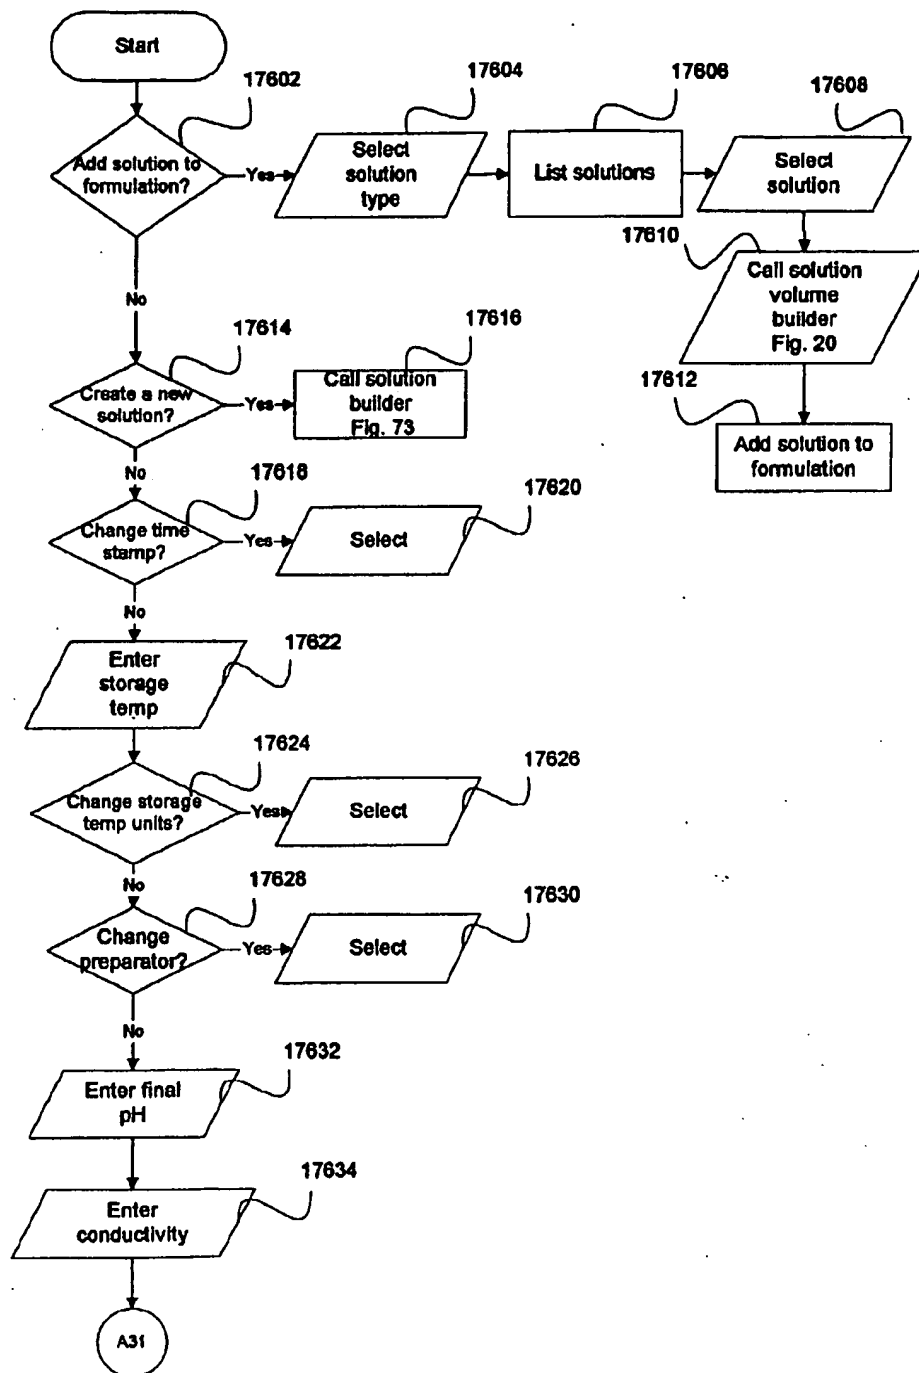 Start
17602
17604
17606
17608
Add solution to
formulation?
Yes
Select
solution
type
List solutions
Select
solution
17610
Call solution
volume
builder
Fig. 20
No
17614
17616
17612
Create a new
solution?
Yes
Call solution
builder
Fig. 73
Add solution to
formulation
No
17618
17620
Change time
stamp?
Yes
Select
No
17622
Enter
storage
temp
17624
17626
Change storage
temp units?
Yes
Select
No
17628
17630
Change
preparator?
Yes
Select
No
17632
Enter final
pH
17634
Enter
conductivity
A31